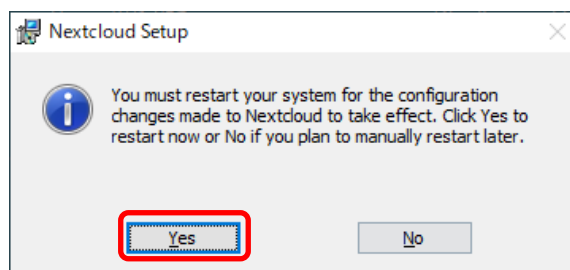 Nextcloud Setup
You must restart your system for the configuration
changes made to Nextcloud to take effect. Click Yes to
restart now or No if you plan to manually restart later.
Yes
No